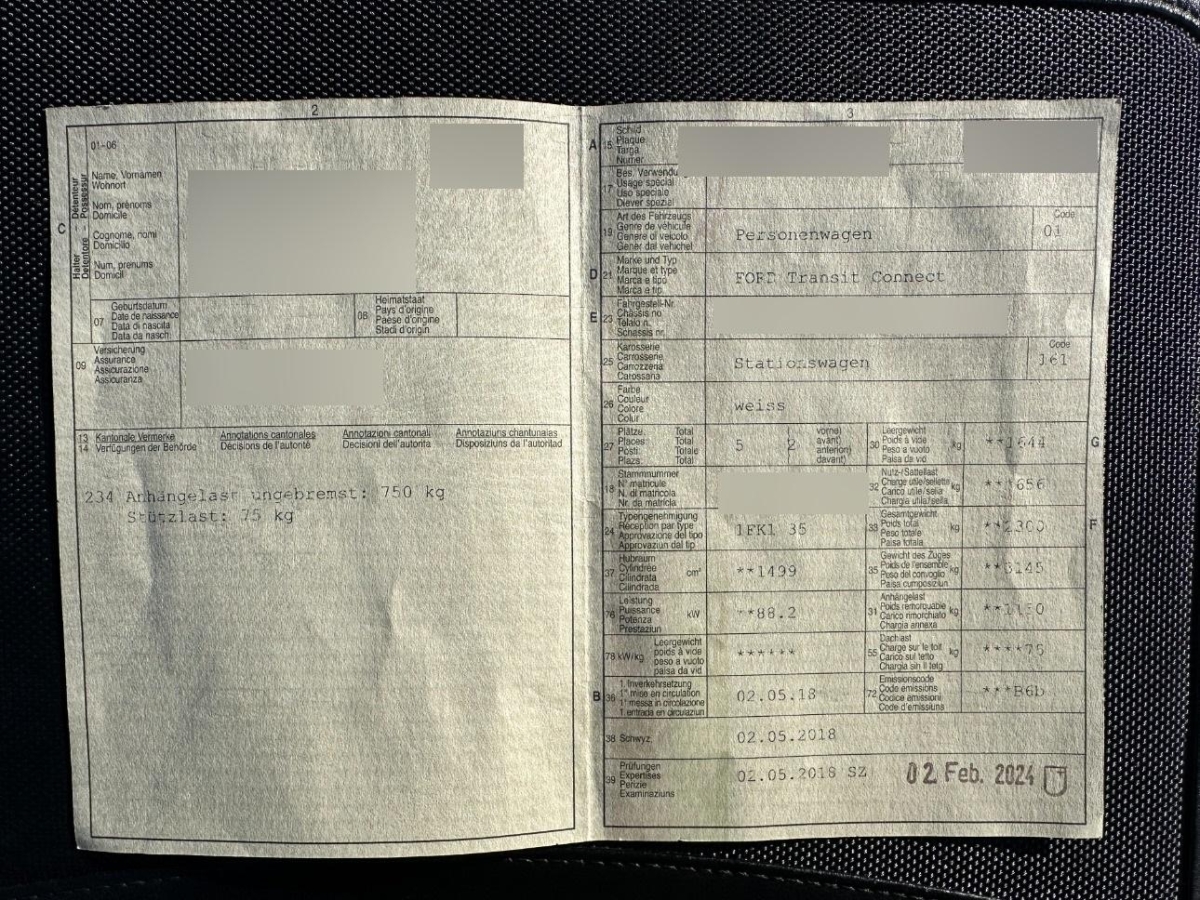 2
01-06
C
Halter - Détenteur
Detentore - Possessur
Name, Vornamen
Wohnort
Nom, prénoms
Domicile
Cognome, nomi
Domicilio
Num, prenums
Domicil
07
Geburtsdatum
Date de naissance
Data di nascita
Data da nasch.
08
Heimatstaat
Pays d'origine
Paese d'origine
Stadi d'origin
09
Versicherung
Assurance
Assicurazione
Assicuranza
13 Kantonale Vermerke Annotations cantonales Annotazioni cantonali Annotaziuns chantunalas
14 Verfügungen der Behörde Décisions de l'autorité Decisioni dell'autorità Disposiziuns da l'autoritad
234 Anhängelast ungebremst: 750 kg
Stützlast: 75 kg
3
A 15
Schild
Plaque
Targa
Numer
17
Bes. Verwendu
Usage spécial
Uso speciale
Diever spezial
19
Art des Fahrzeugs
Genre de véhicule
Genere di veicolo
Gener dal vehichel
Personenwagen
Code
01
D 21
Marke und Typ
Marque et type
Marca e tipo
Marca e tip
FORD Transit Connect
E 23
Fahrgestell-Nr.
Châssis no
Telaio n.
Schassis nr.
25
Karosserie
Carrosserie
Carrozzeria
Carossaria
Stationswagen
Code
161
26
Farbe
Couleur
Colore
Colur
weiss
27
Plätze: Total
Places: Total
Posti: Totale
Plazs: Total
5 2
vorne)
avant)
anteriori)
davant)
30
Leergewicht
Poids à vide
Peso a vuoto
Paisa da vid
kg
**1644
G
18
Stammnummer
N° matricule
N. di matricola
Nr. da matricla
32
Nutz-/Sattellast
Charge utile/sellette
Carico utile/sella
Chargia utila/sella
kg
**656
24
Typengenehmigung
Réception par type
Approvazione del tipo
Approvaziun dal tip
1FK1 35
33
Gesamtgewicht
Poids total
Peso totale
Paisa totala
kg
**2300
F
37
Hubraum
Cylindrée
Cilindrata
Cilindrada
cm³
**1499
35
Gewicht des Zuges
Poids de l'ensemble
Peso del convoglio
Paisa cumposiziun
kg
**3145
76
Leistung
Puissance
Potenza
Prestaziun
kW
**88.2
31
Anhängelast
Poids remorquable
Carico rimorchiato
Chargia annexa
kg
78 kW/kg
Leergewicht
poids à vide
peso a vuoto
paisa da vid
******
55
Dachlast
Charge sur le toit
Carico sul tetto
Chargia sin il tetg
kg
****75
B 36
1. Inverkehrsetzung
1re mise en circulation
1a messa in circolazione
1. entrada en circulaziun
02.05.18
72
Emissionscode
Code émissions
Codice emissioni
Code d'emissiuns
***B6b
38 Schwyz.
02.05.2018
39
Prüfungen
Expertises
Perizie
Examinaziuns
02.05.2018 SZ
02. Feb. 2024